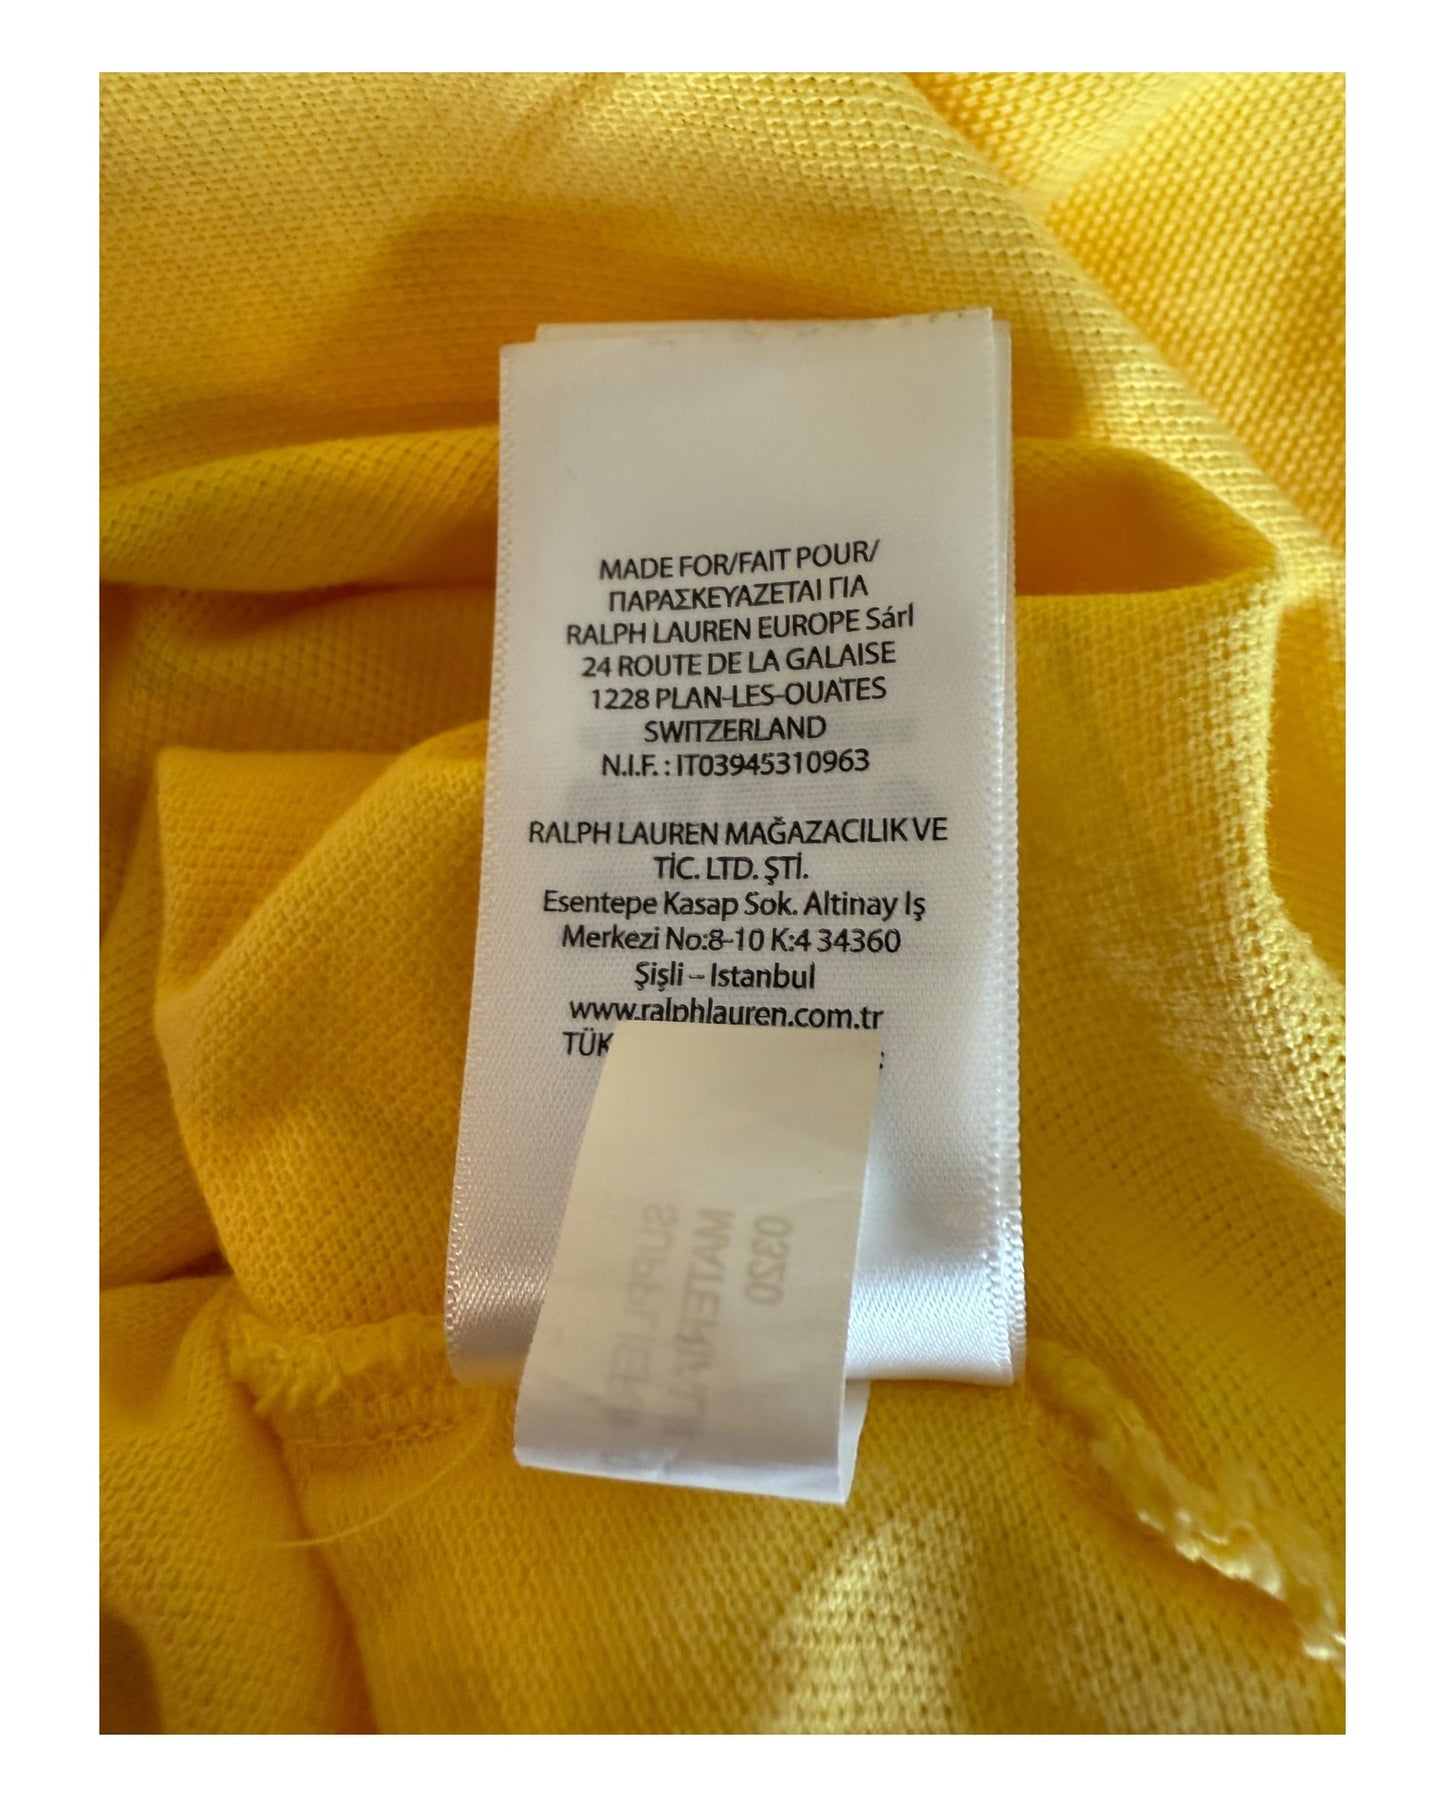 MADE FOR/FAIT POUR/
ΠΑΡΑΣΚΕΥΑΖΕΤΑΙ ΓΙΑ
RALPH LAUREN EUROPE Sárl
24 ROUTE DE LA GALAISE
1228 PLAN-LES-OUATES
SWITZERLAND
N.I.F. : IT03945310963
RALPH LAUREN MAĞAZACILIK VE
TİC. LTD. ŞTİ.
Esentepe Kasap Sok. Altinay Iş
Merkezi No:8-10 K:4 34360
Şişli – Istanbul
www.ralphlauren.com.tr
0320
MATERIAL
SUPPLIER